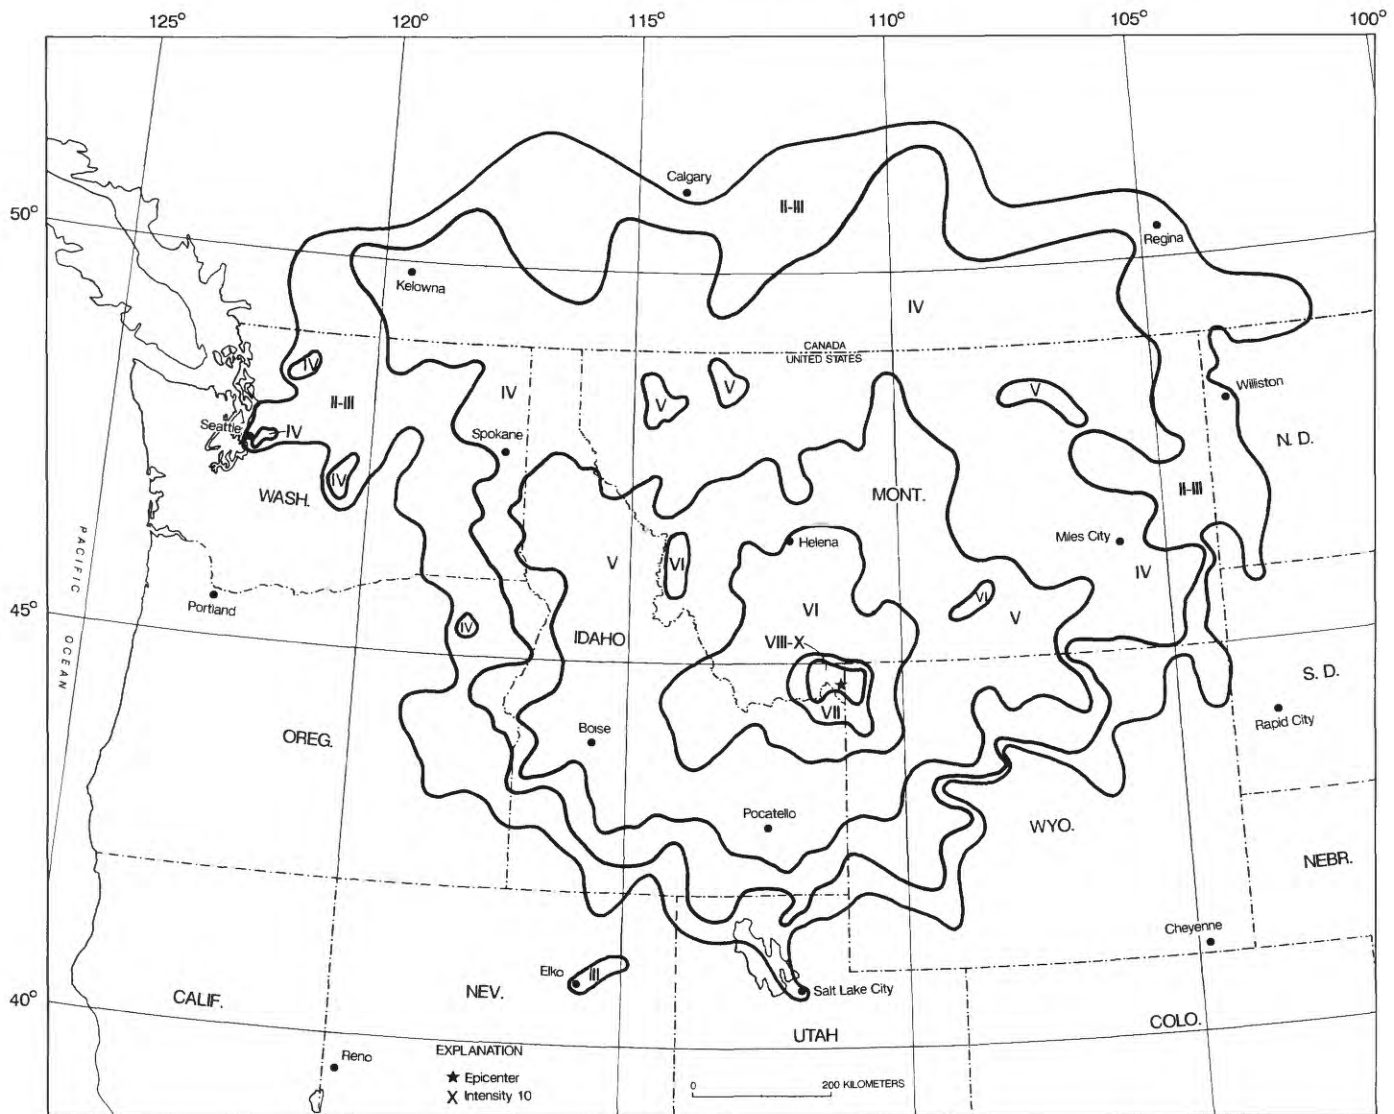 125° 120° 115° 110° 105° 100°
Calgary
II-III
50°
Regina
Kelowna
IV
CANADA
UNITED STATES
IV
IV
V
V
V
Williston
II-III
Seattle
IV
Spokane
N. D.
IV
WASH.
MONT.
II-III
PACIFIC OCEAN
Helena
Miles City
V
VI
IV
Portland
VI
VI
V
45°
IV
IDAHO
VIII-X
S. D.
VII
Rapid City
OREG.
Boise
Pocatello
WYO.
NEBR.
Cheyenne
Elko
III
Salt Lake City
40°
CALIF.
NEV.
UTAH
COLO.
Reno
EXPLANATION
★ Epicenter
X Intensity 10
0 200 KILOMETERS